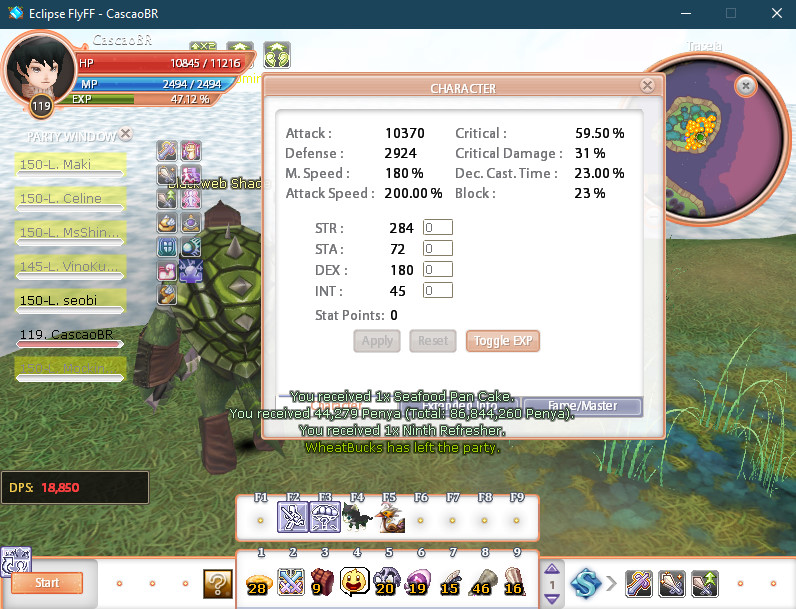 Eclipse FlyFF - CascaoBR
CascaoBR
X2
HP 10845 / 11216
MP 2494 / 2494
EXP 47.12 %
119
Traseta
CHARACTER
Attack : 10370 Critical : 59.50 %
Defense : 2924 Critical Damage : 31 %
M. Speed : 180 % Dec. Cast. Time : 23.00 %
Attack Speed : 200.00 % Block : 23 %
STR : 284 0
STA : 72 0
DEX : 180 0
INT : 45 0
Stat Points: 0
Apply Reset Toggle EXP
Fame/Master
PARTY WINDOW
150-L. Maki
150-L. Celine
150-L. MsShin...
145-L. VinoKu...
150-L. seobi
119. CascaoBR
You received 1x Seafood Pan Cake.
You received 44,279 Penya (Total: 86,844,260 Penya).
You received 1x Ninth Refresher.
WheatBucks has left the party.
DPS: 18,850
F1 F2 F3 F4 F5 F6 F7 F8 F9
1 2 3 4 5 6 7 8 9
Start
28 9 20 19 15 46 16
1